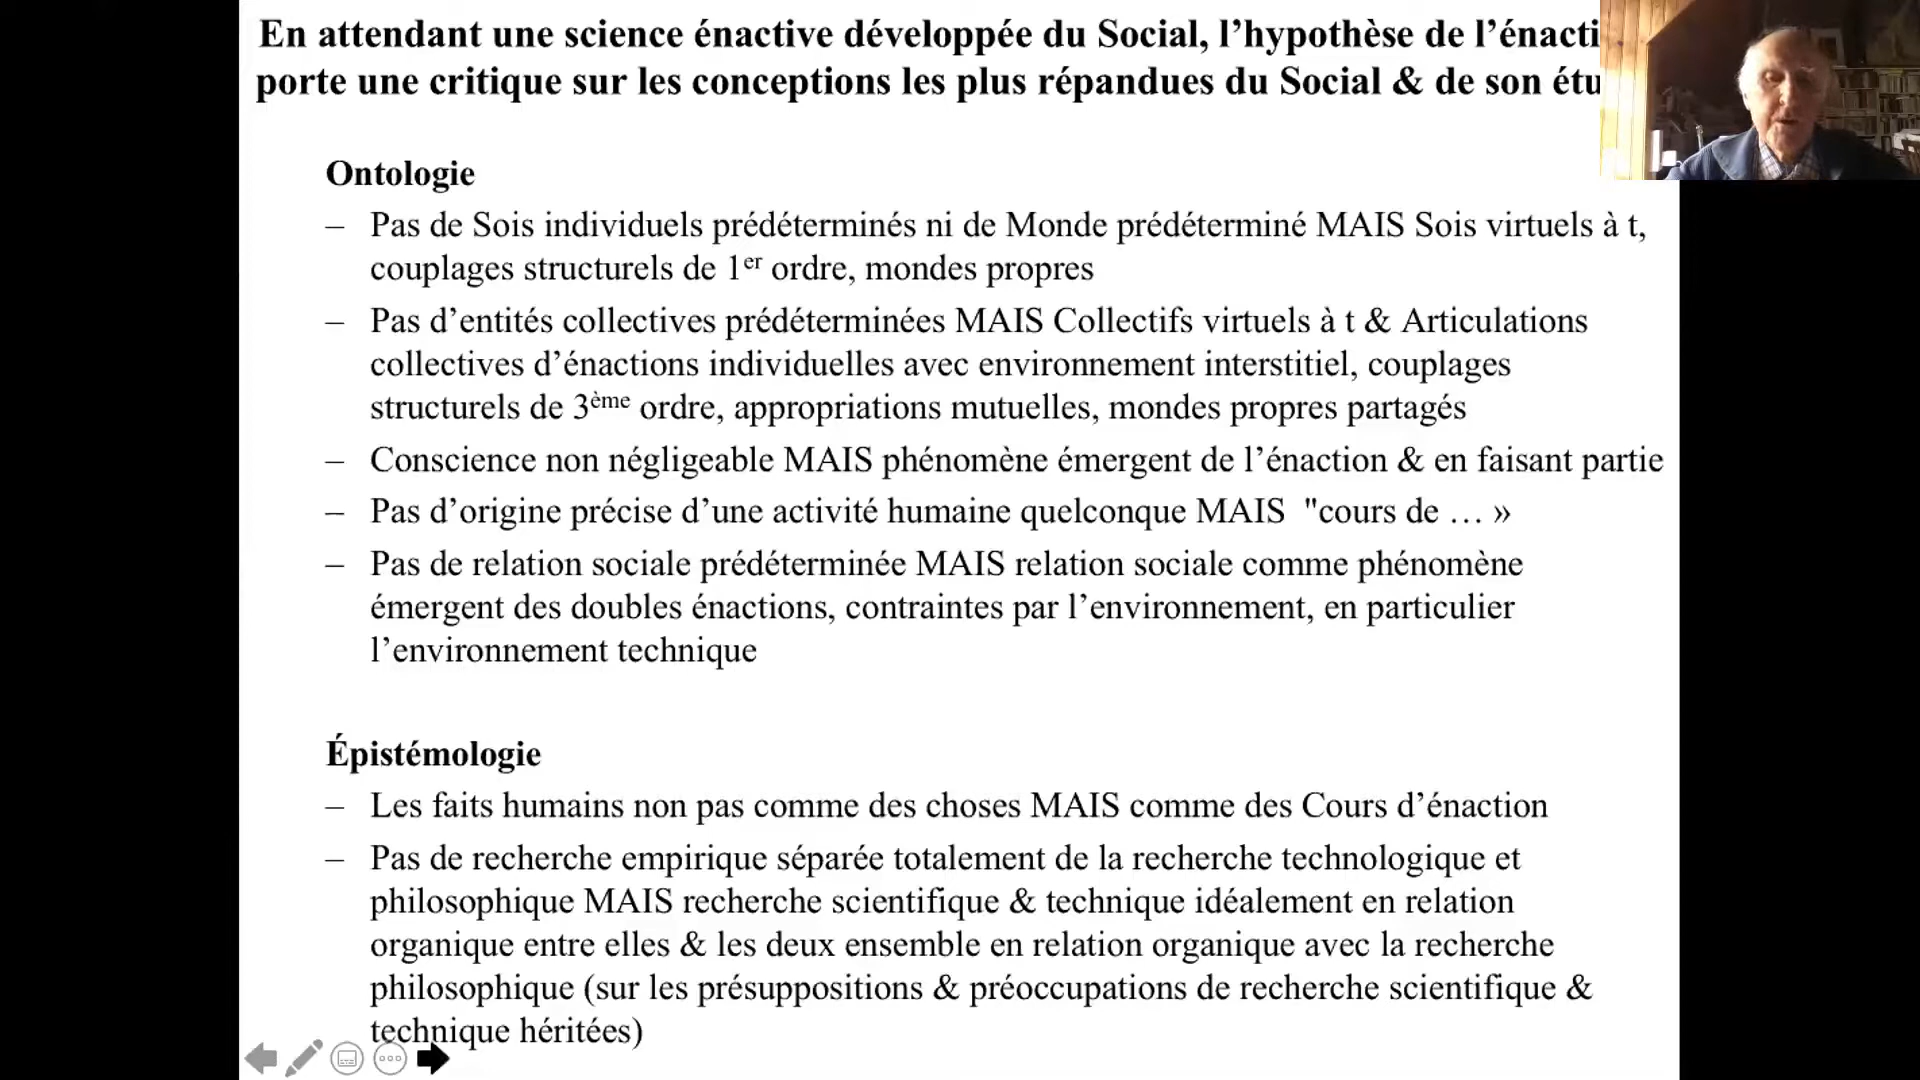 En attendant une science énactive développée du Social, l’hypothèse de l’énacti
porte une critique sur les conceptions les plus répandues du Social & de son étu
Ontologie
– Pas de Sois individuels prédéterminés ni de Monde prédéterminé MAIS Sois virtuels à t,
couplages structurels de 1er ordre, mondes propres
– Pas d’entités collectives prédéterminées MAIS Collectifs virtuels à t & Articulations
collectives d’énactions individuelles avec environnement interstitiel, couplages
structurels de 3ème ordre, appropriations mutuelles, mondes propres partagés
– Conscience non négligeable MAIS phénomène émergent de l’énaction & en faisant partie
– Pas d’origine précise d’une activité humaine quelconque MAIS "cours de … »
– Pas de relation sociale prédéterminée MAIS relation sociale comme phénomène
émergent des doubles énactions, contraintes par l’environnement, en particulier
l’environnement technique
Épistémologie
– Les faits humains non pas comme des choses MAIS comme des Cours d’énaction
– Pas de recherche empirique séparée totalement de la recherche technologique et
philosophique MAIS recherche scientifique & technique idéalement en relation
organique entre elles & les deux ensemble en relation organique avec la recherche
philosophique (sur les présuppositions & préoccupations de recherche scientifique &
technique héritées)